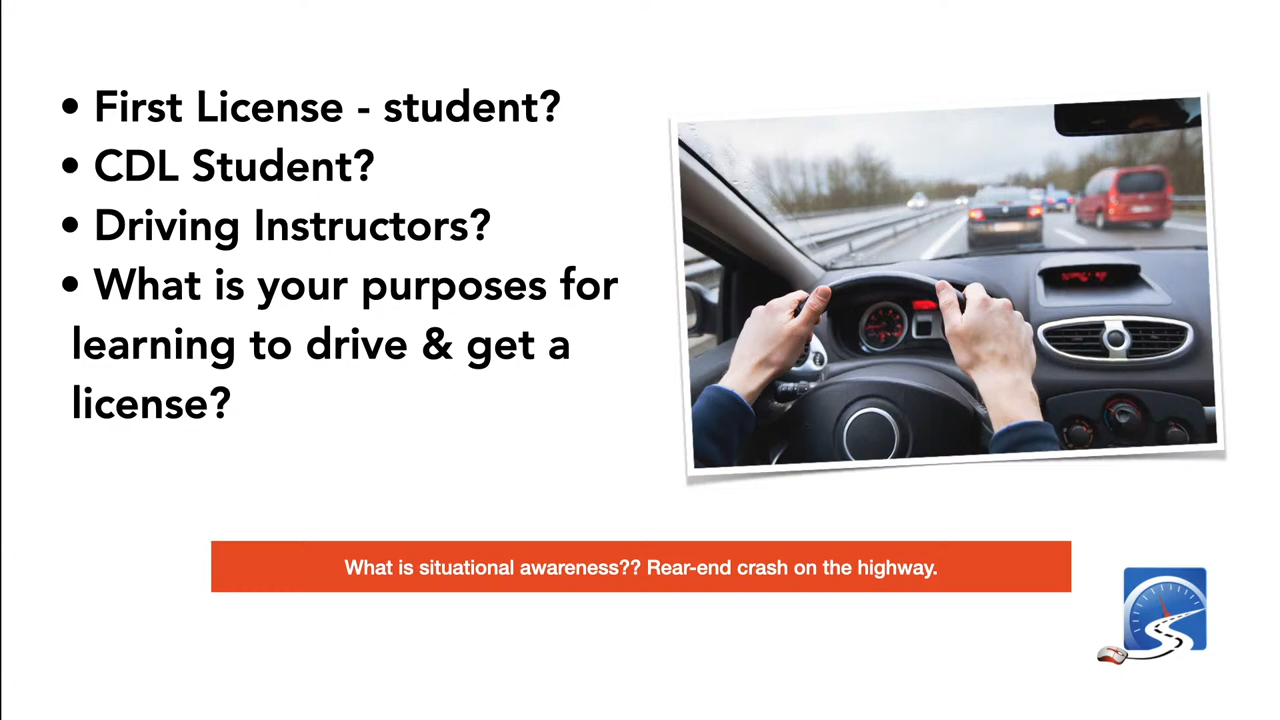 • First License - student?
• CDL Student?
• Driving Instructors?
• What is your purposes for
learning to drive & get a
license?
What is situational awareness?? Rear-end crash on the highway.